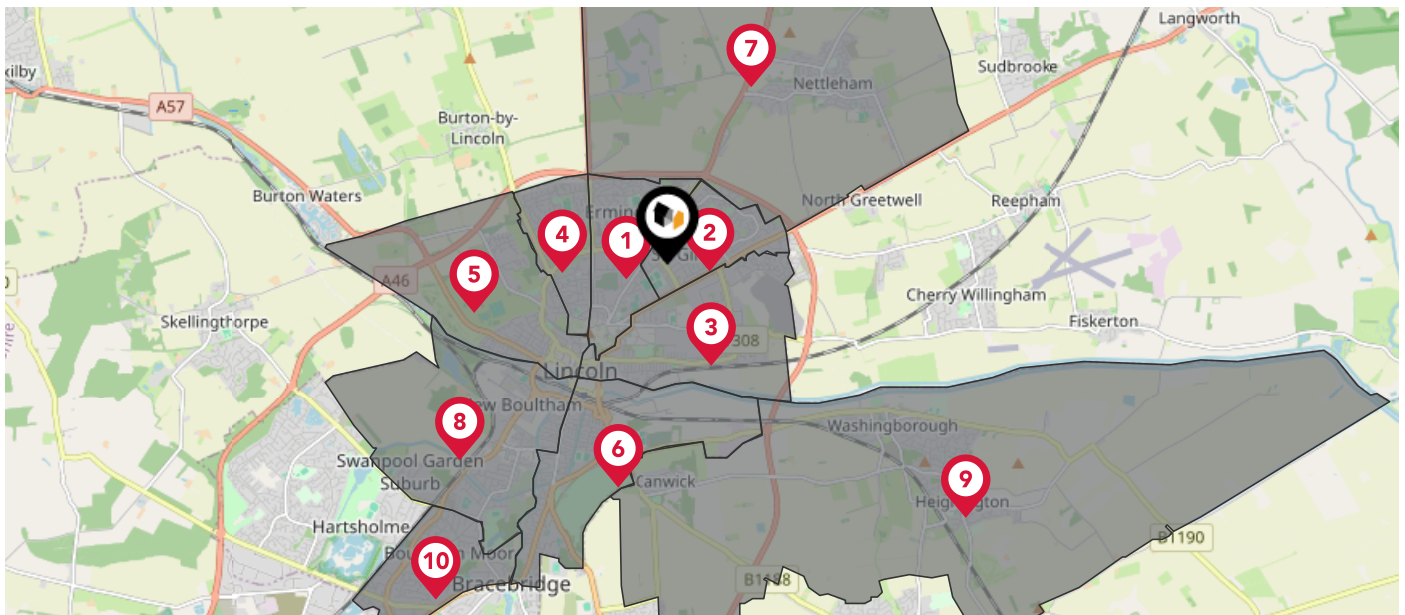 Langworth
7
Sudbrooke
Nettleham
A57
Burton-by-
Lincoln
Burton Waters
North Greetwell
Reepham
4
1
2
5
A46
Cherry Willingham
Skellingthorpe
Fiskerton
3
308
Lincoln
8
Washingborough
6
Swanpool Garden
Suburb
Canwick
9
Hartsholme
B1190
10
Bracebridge
B1188